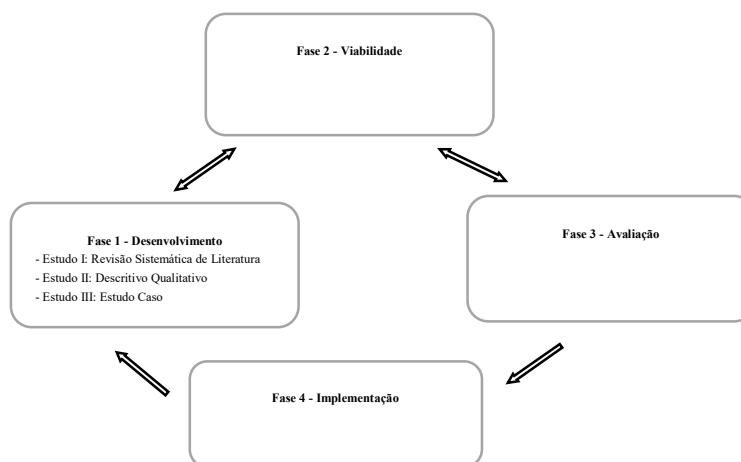 Fase 2 - Viabilidade
Fase 1 - Desenvolvimento
- Estudo I: Revisão Sistemática de Literatura
- Estudo II: Descritivo Qualitativo
- Estudo III: Estudo Caso
Fase 3 - Avaliação
Fase 4 - Implementação